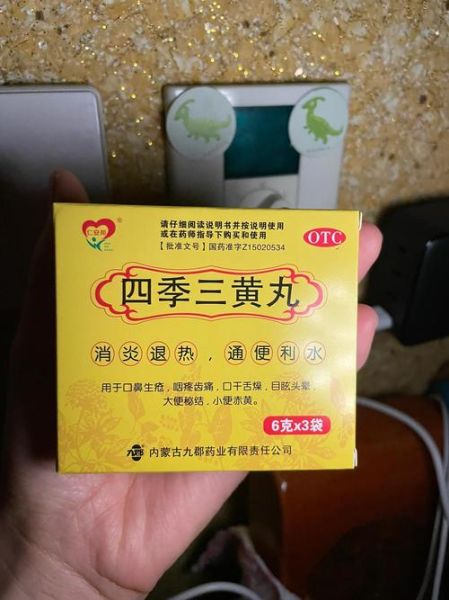 仁安邦
请仔细阅读说明书并按说明使用
或在药师指导下购买和使用
【批准文号】国药准字Z15020534
OTC
四季三黄丸
消炎退热，通便利水
用于口鼻生疮，咽疼齿痛，口干舌燥，目眩头晕，
大便秘结，小便赤黄。
6克x3袋
九郡 内蒙古九郡药业有限责任公司